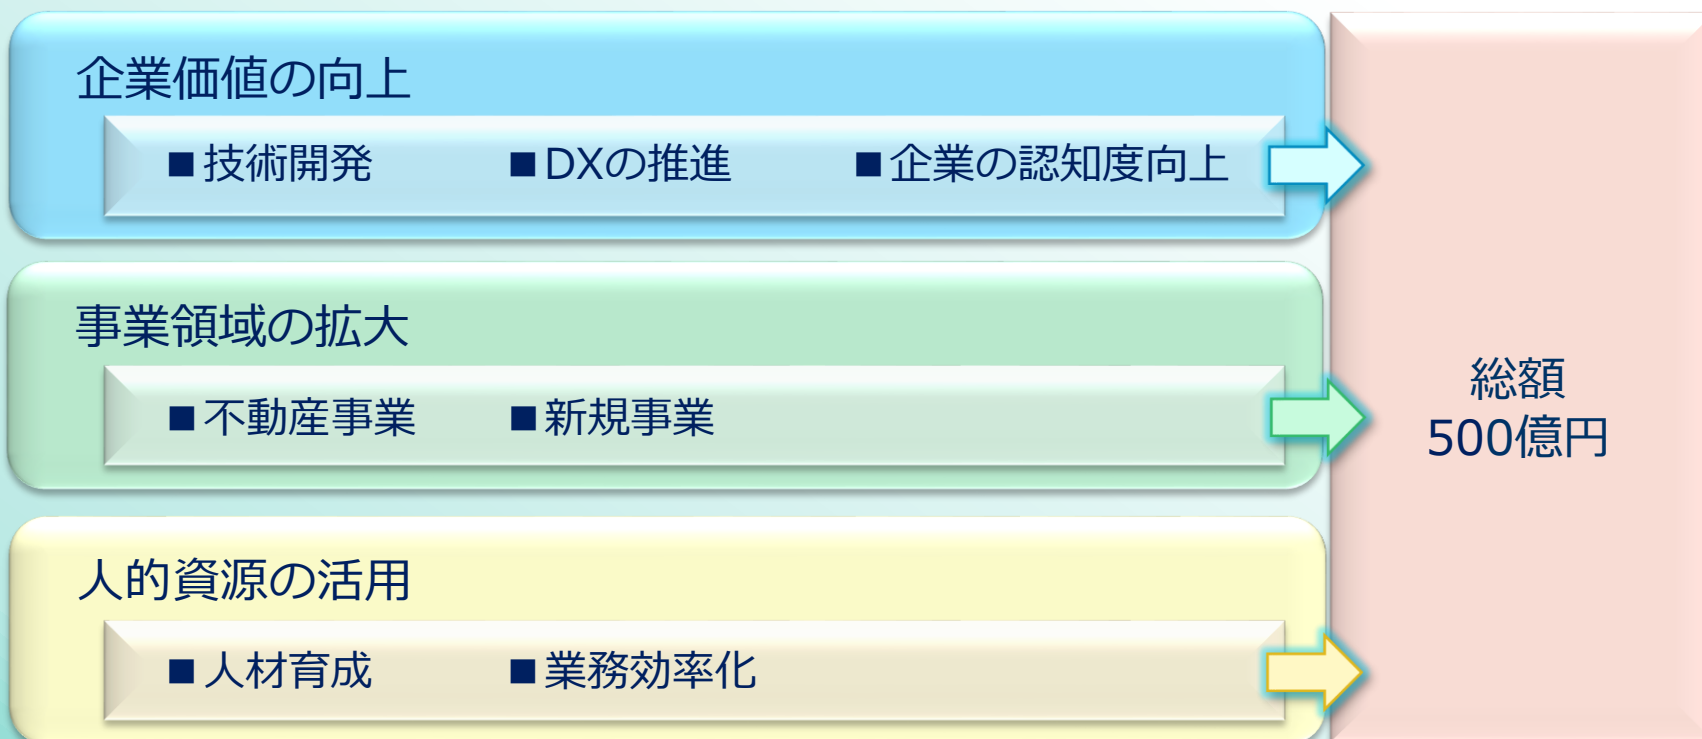 企業価値の向上
■技術開発 ■DXの推進 ■企業の認知度向上
事業領域の拡大
■不動産事業 ■新規事業
人的資源の活用
■人材育成 ■業務効率化
総額
500億円